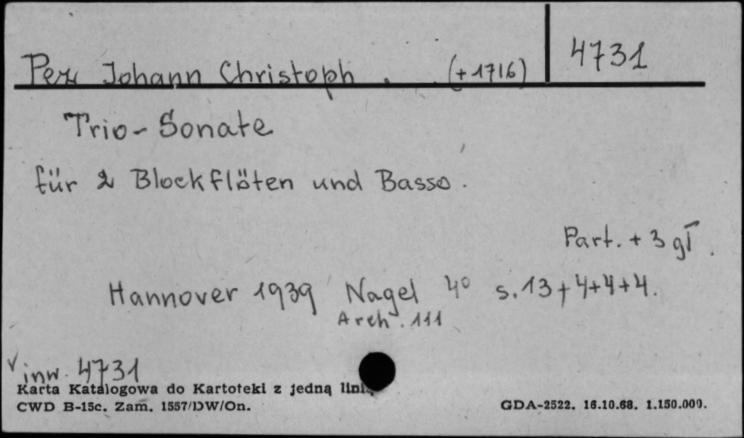 Pez Johann Christoph . (+1716) 4731
Trio-Sonate
für 2 Blockflöten und Basso.
Part. + 3 gł.
Hannover 1939 Nagel 4° s. 13+4+4+4.
Arch. 111
inw. 4731
Karta Katalogowa do Kartoteki z jedną lini
CWD B-15c. Zam. 1557/DW/On. GDA-2522. 16.10.68. 1.150.000.